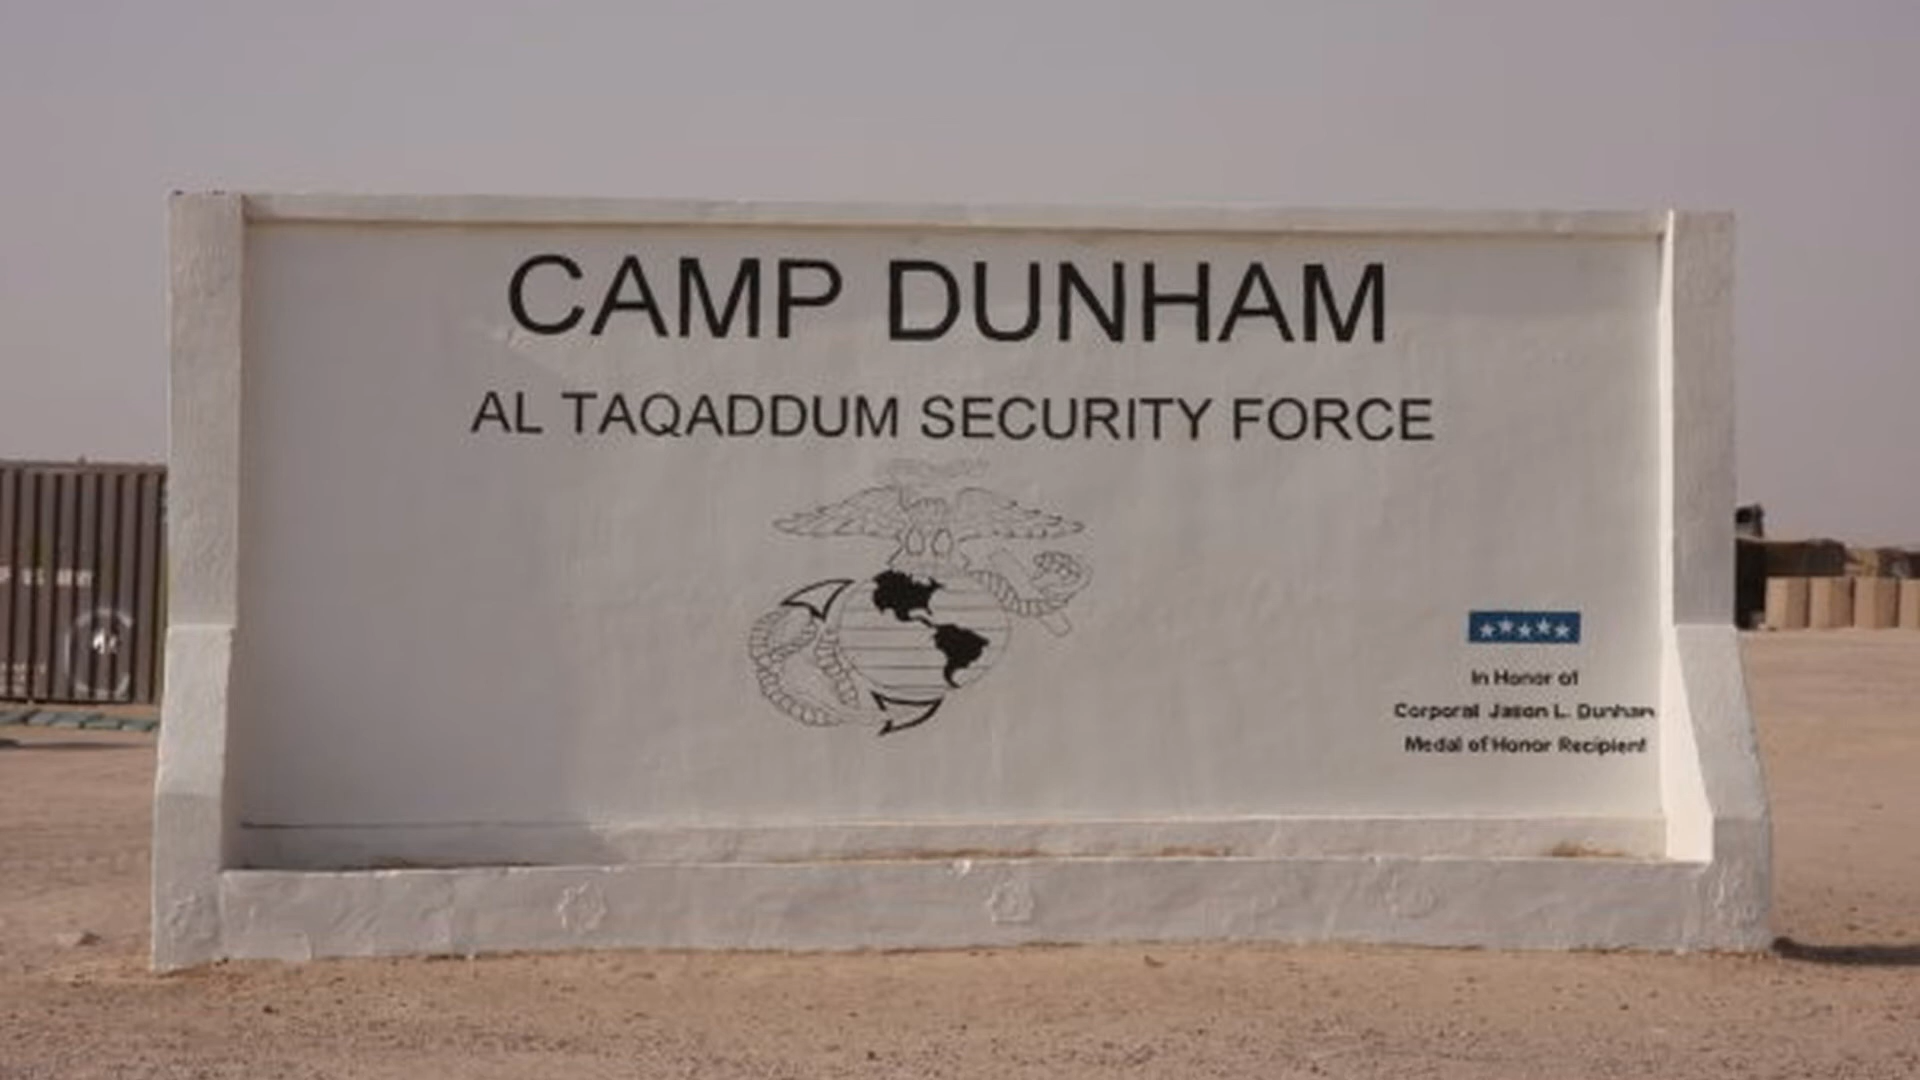 CAMP DUNHAM
AL TAQADDUM SECURITY FORCE
In Honor of
Corporal Jason L. Dunham
Medal of Honor Recipient